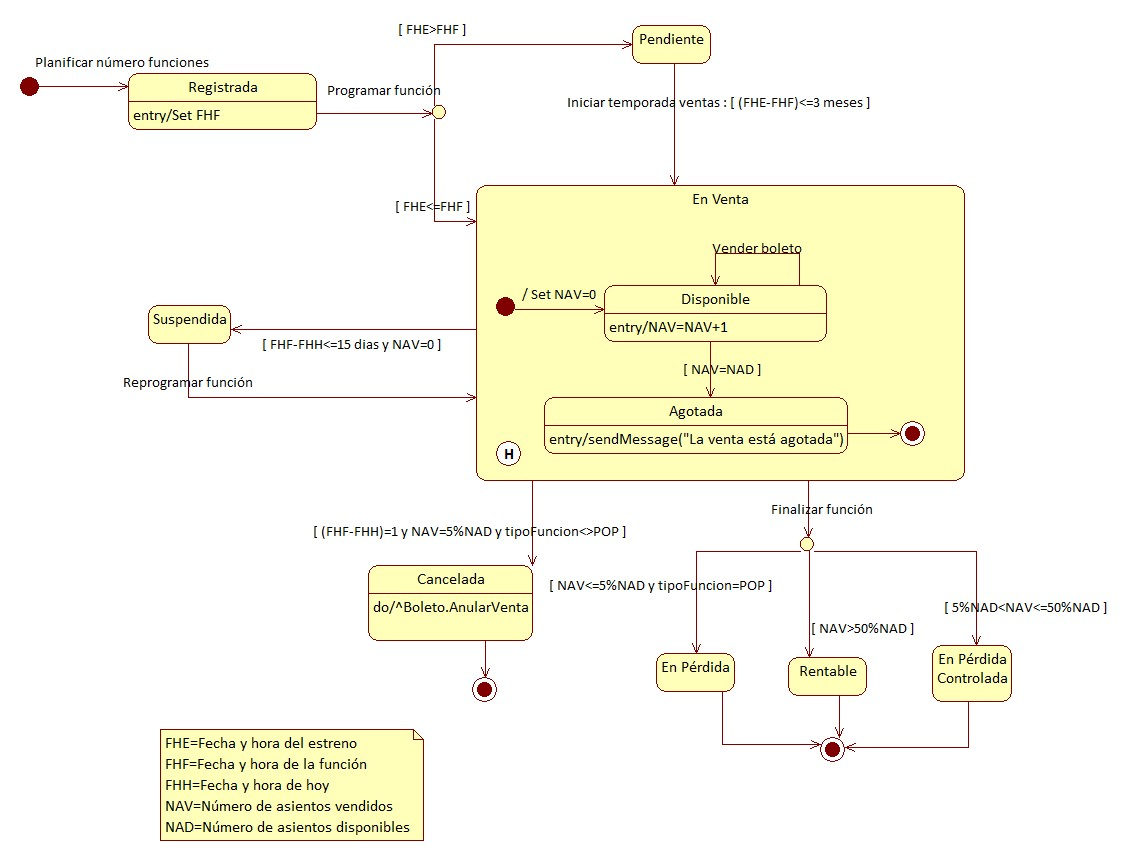 [ FHE>FHF ]
Pendiente
Planificar número funciones
Registrada
entry/Set FHF
Programar función
Iniciar temporada ventas : [ (FHE-FHF)<=3 meses ]
[ FHE<=FHF ]
En Venta
Vender boleto
/ Set NAV=0
Disponible
entry/NAV=NAV+1
Suspendida
[ FHF-FHH<=15 dias y NAV=0 ]
[ NAV=NAD ]
Reprogramar función
Agotada
entry/sendMessage("La venta está agotada")
H
Finalizar función
[ (FHF-FHH)=1 y NAV=5%NAD y tipoFuncion<>POP ]
Cancelada
do/^Boleto.AnularVenta
[ NAV<=5%NAD y tipoFuncion=POP ]
[ 5%NAD<NAV<=50%NAD ]
[ NAV>50%NAD ]
En Pérdida
Rentable
En Pérdida
Controlada
FHE=Fecha y hora del estreno
FHF=Fecha y hora de la función
FHH=Fecha y hora de hoy
NAV=Número de asientos vendidos
NAD=Número de asientos disponibles